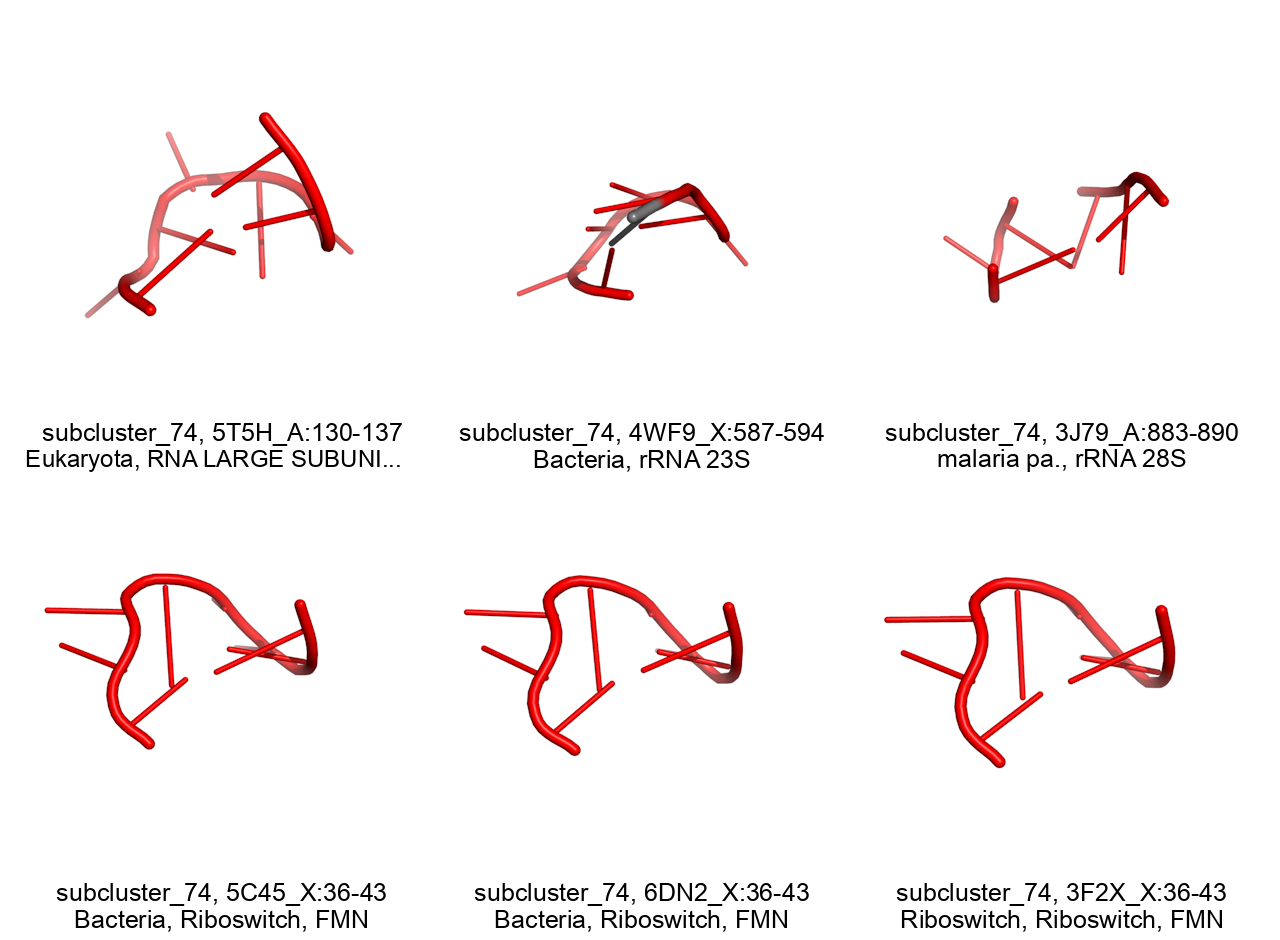 subcluster_74, 5T5H_A:130-137
Eukaryota, RNA LARGE SUBUNI...
subcluster_74, 4WF9_X:587-594
Bacteria, rRNA 23S
subcluster_74, 3J79_A:883-890
malaria pa., rRNA 28S
subcluster_74, 5C45_X:36-43
Bacteria, Riboswitch, FMN
subcluster_74, 6DN2_X:36-43
Bacteria, Riboswitch, FMN
subcluster_74, 3F2X_X:36-43
Riboswitch, Riboswitch, FMN